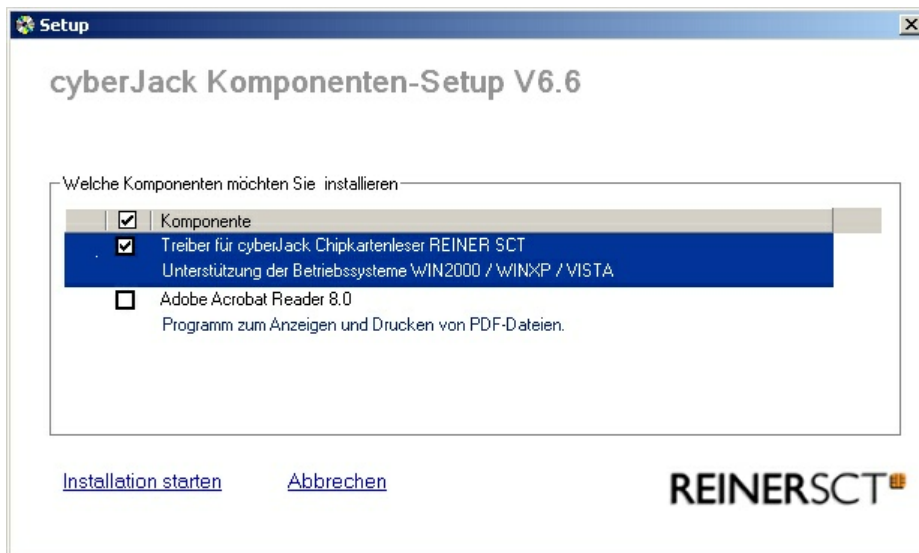 Setup
cyberJack Komponenten-Setup V6.6
Welche Komponenten möchten Sie installieren
Komponente
Treiber für cyberJack Chipkartenleser REINER SCT
Unterstützung der Betriebssysteme WIN2000 / WINXP / VISTA
Adobe Acrobat Reader 8.0
Programm zum Anzeigen und Drucken von PDF-Dateien.
Installation starten Abbrechen
REINERSCT